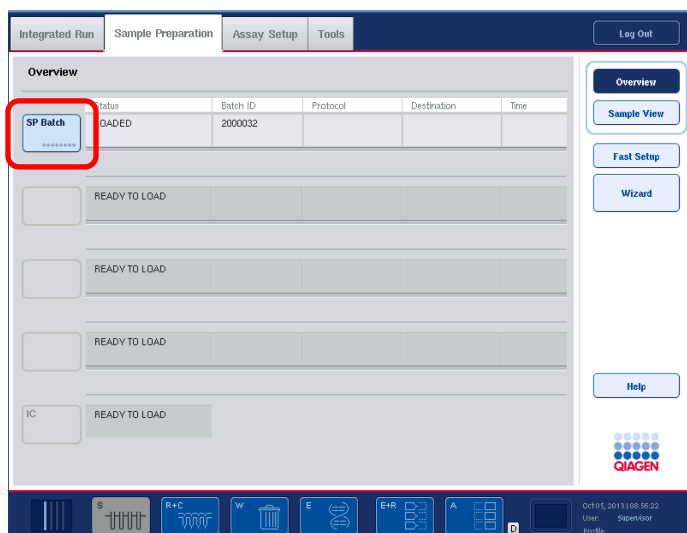 Integrated Run Sample Preparation Assay Setup Tools Log Out
Overview
Overview
Status Batch ID Protocol Destination Time
SP Batch LOADED 2000032
Sample View
Fast Setup
READY TO LOAD
Wizard
READY TO LOAD
READY TO LOAD
Help
IC READY TO LOAD
QIAGEN
S R+C W E E+R A D
Oct 05, 2013 | 08:56:22
User: Supervisor
Profile